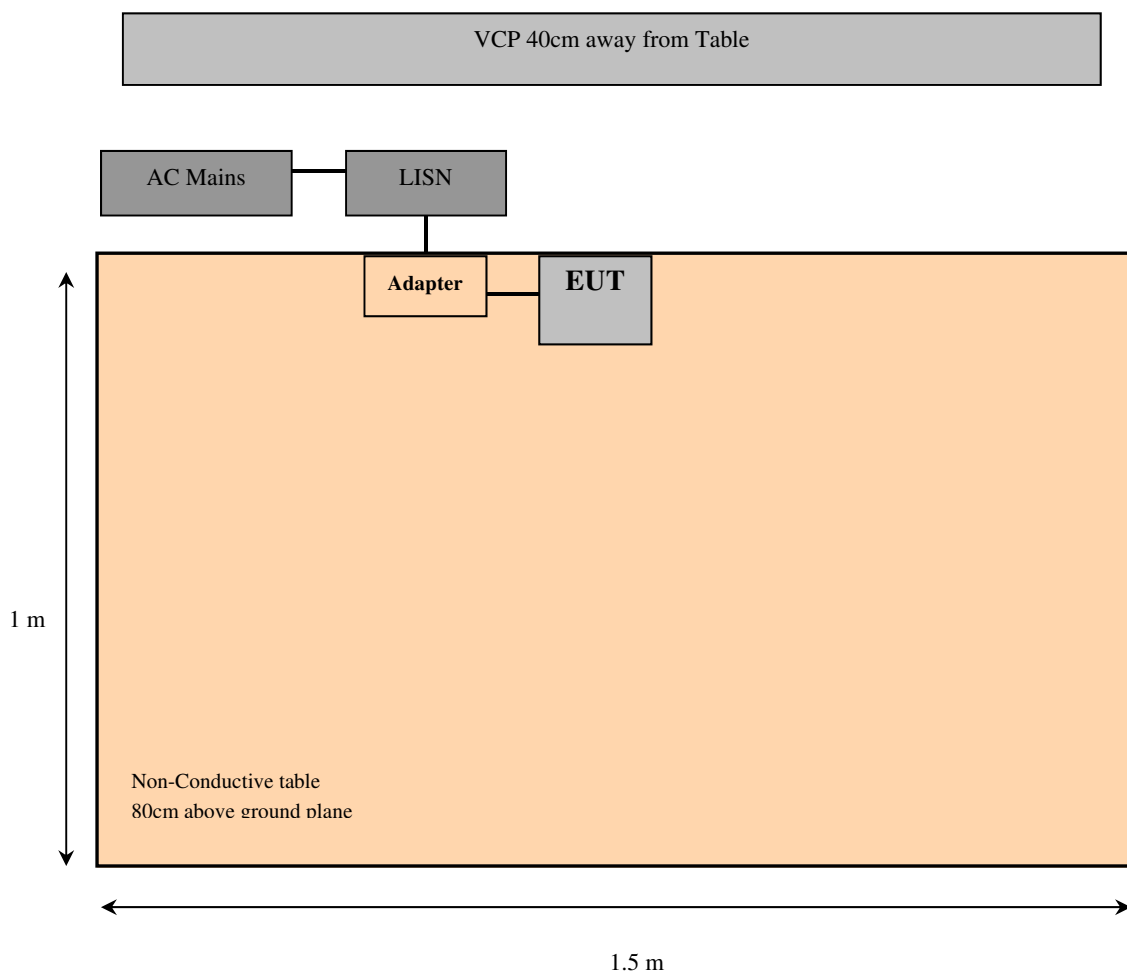 VCP 40cm away from Table
AC Mains
LISN
Adapter
EUT
1 m
Non-Conductive table
80cm above ground plane
1.5 m